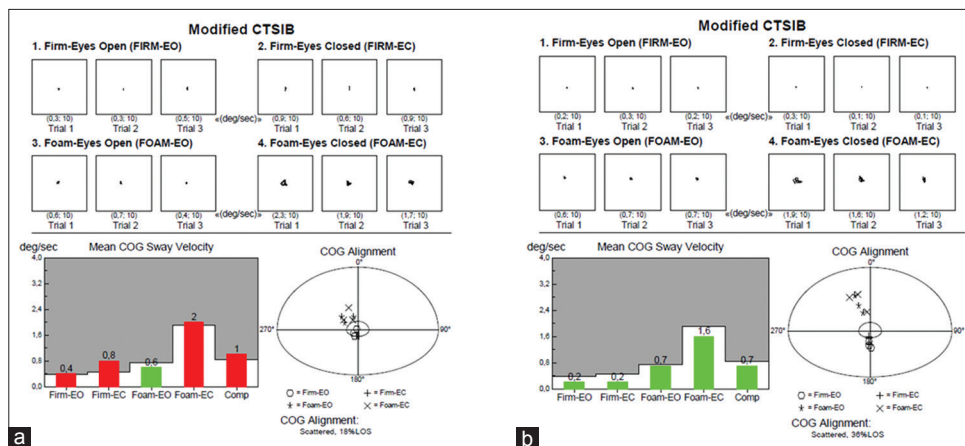 Modified CTSIB
1. Firm-Eyes Open (FIRM-EO) 2. Firm-Eyes Closed (FIRM-EC)
(0,3; 10) (0,3; 10) (0,5; 10) «(deg/sec)» (0,9; 10) (0,6; 10) (0,9; 10)
Trial 1 Trial 2 Trial 3 Trial 1 Trial 2 Trial 3
3. Foam-Eyes Open (FOAM-EO) 4. Foam-Eyes Closed (FOAM-EC)
(0,6; 10) (0,7; 10) (0,4; 10) «(deg/sec)» (2,3; 10) (1,9; 10) (1,7; 10)
Trial 1 Trial 2 Trial 3 Trial 1 Trial 2 Trial 3
deg/sec Mean COG Sway Velocity
4,0
3,2
2,4
1,6
0,8
0,0
0,4 0,8 0,6 2 1
Firm-EO Firm-EC Foam-EO Foam-EC Comp
COG Alignment
0°
270° 90°
180°
= Firm-EO = Firm-EC
= Foam-EO = Foam-EC
COG Alignment:
Scattered, 18%LOS
a
Modified CTSIB
1. Firm-Eyes Open (FIRM-EO) 2. Firm-Eyes Closed (FIRM-EC)
(0,2; 10) (0,3; 10) (0,2; 10) «(deg/sec)» (0,3; 10) (0,1; 10) (0,1; 10)
Trial 1 Trial 2 Trial 3 Trial 1 Trial 2 Trial 3
3. Foam-Eyes Open (FOAM-EO) 4. Foam-Eyes Closed (FOAM-EC)
(0,6; 10) (0,7; 10) (0,7; 10) «(deg/sec)» (1,9; 10) (1,6; 10) (1,2; 10)
Trial 1 Trial 2 Trial 3 Trial 1 Trial 2 Trial 3
deg/sec Mean COG Sway Velocity
4,0
3,2
2,4
1,6
0,8
0,0
0,2 0,2 0,7 1,6 0,7
Firm-EO Firm-EC Foam-EO Foam-EC Comp
COG Alignment
0°
270° 90°
180°
= Firm-EO = Firm-EC
= Foam-EO = Foam-EC
COG Alignment:
Scattered, 36%LOS
b